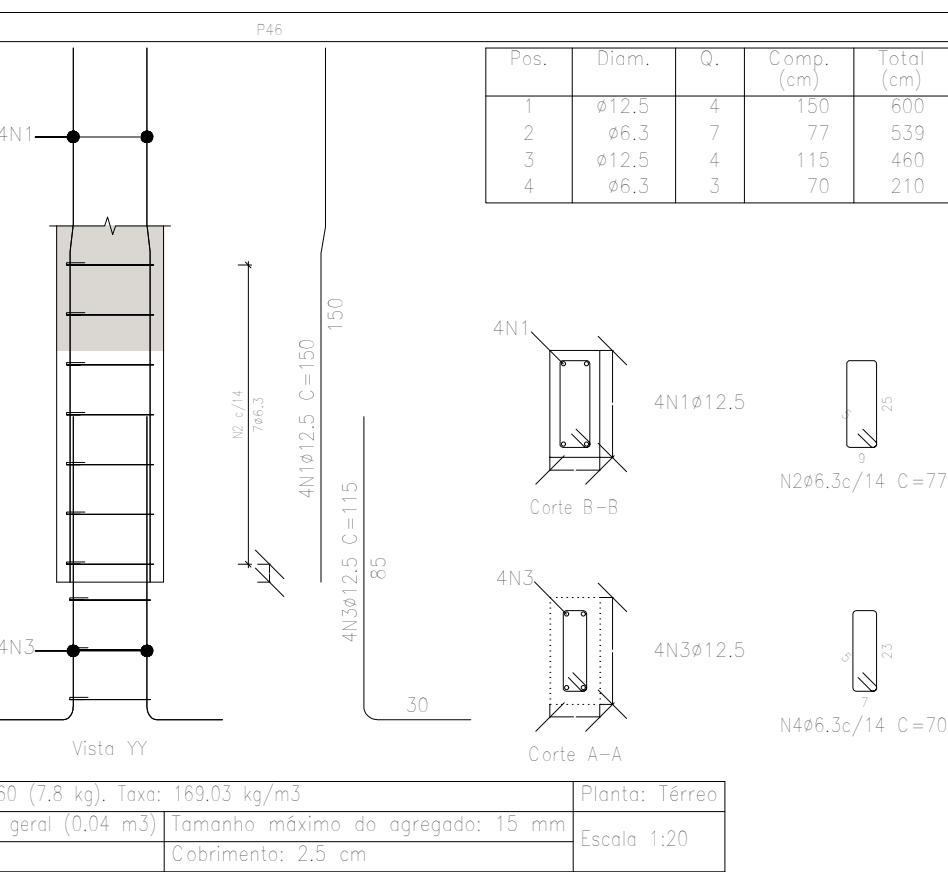 P46
Pos. Diam. Q. Comp. (cm) Total (cm)
1 ø12.5 4 150 600
2 ø6.3 7 77 539
3 ø12.5 4 115 460
4 ø6.3 3 70 210
4N1
N2 c/14
7ø6.3
4N1ø12.5 C=150
150
4N3ø12.5 C=115
85
30
4N3
Vista YY
4N1
4N1ø12.5
Corte B-B
5
25
9
N2ø6.3c/14 C=77
4N3
4N3ø12.5
Corte A-A
5
23
7
N4ø6.3c/14 C=70
60 (7.8 kg). Taxa: 169.03 kg/m3
Planta: Térreo
geral (0.04 m3)
Tamanho máximo do agregado: 15 mm
Escala 1:20
Cobrimento: 2.5 cm